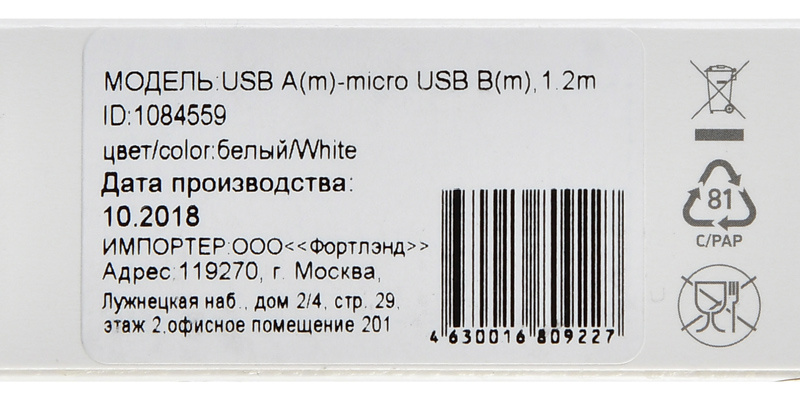 МОДЕЛЬ:USB A(m)-micro USB B(m),1.2m
ID:1084559
цвет/color:белый/White
Дата производства:
10.2018
ИМПОРТЕР:ООО<<Фортлэнд>>
Адрес:119270, г. Москва,
Лужнецкая наб., дом 2/4, стр. 29,
этаж 2,офисное помещение 201
4 630016 809227
81
C/PAP